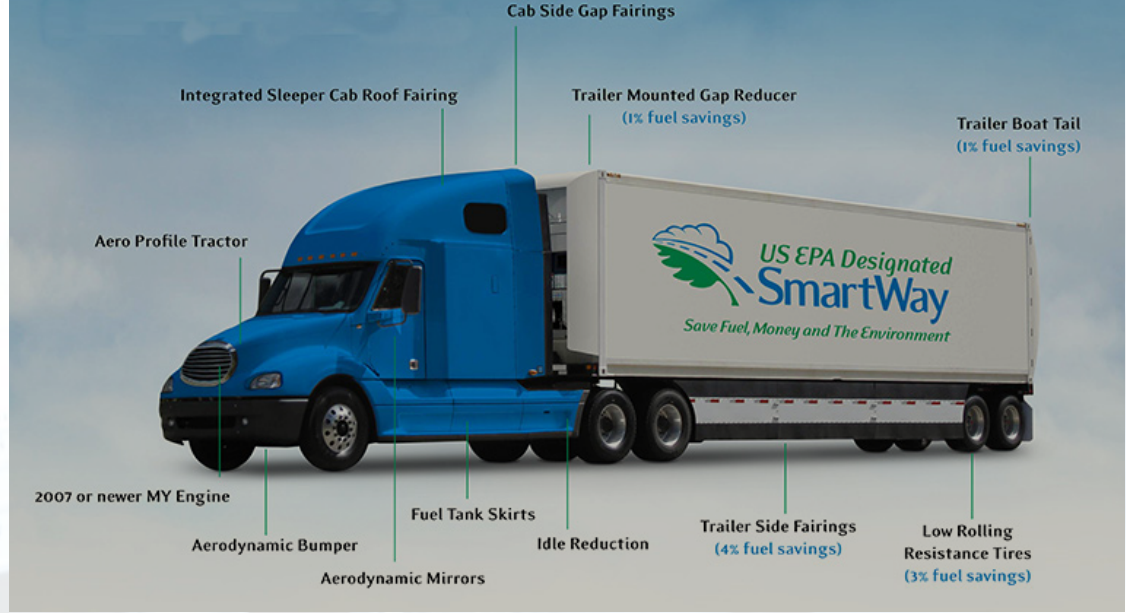 Cab Side Gap Fairings
Integrated Sleeper Cab Roof Fairing
Trailer Mounted Gap Reducer
(1% fuel savings)
Trailer Boat Tail
(1% fuel savings)
Aero Profile Tractor
US EPA Designated
SmartWay
Save Fuel, Money and The Environment
2007 or newer MY Engine
Aerodynamic Bumper
Aerodynamic Mirrors
Fuel Tank Skirts
Idle Reduction
Trailer Side Fairings
(4% fuel savings)
Low Rolling
Resistance Tires
(3% fuel savings)